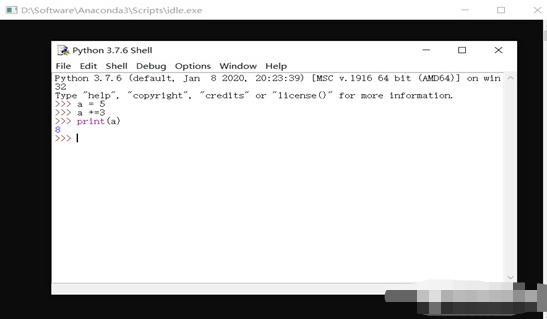 D:\Software\Anaconda3\Scripts\idle.exe
Python 3.7.6 Shell
File Edit Shell Debug Options Window Help
Python 3.7.6 (default, Jan  8 2020, 20:23:39) [MSC v.1916 64 bit (AMD64)] on win
32
Type "help", "copyright", "credits" or "license()" for more information.
>>> a = 5
>>> a +=3
>>> print(a)
8
>>>